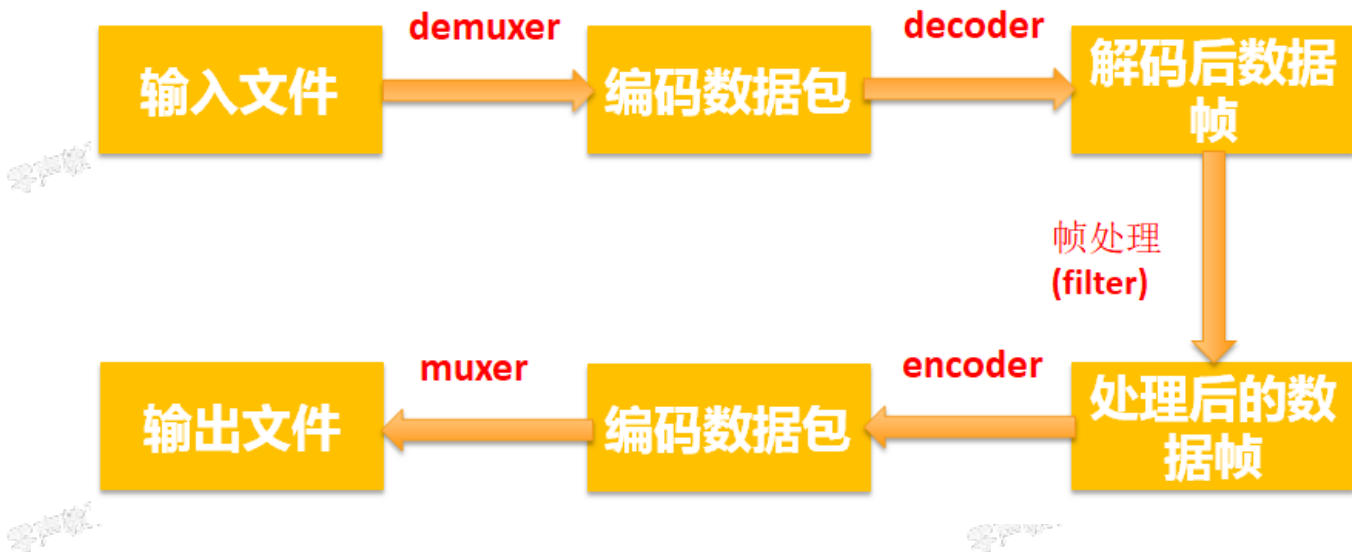 demuxer
decoder
输入文件
编码数据包
解码后数据
帧
帧处理
(filter)
muxer
encoder
输出文件
编码数据包
处理后的数
据帧